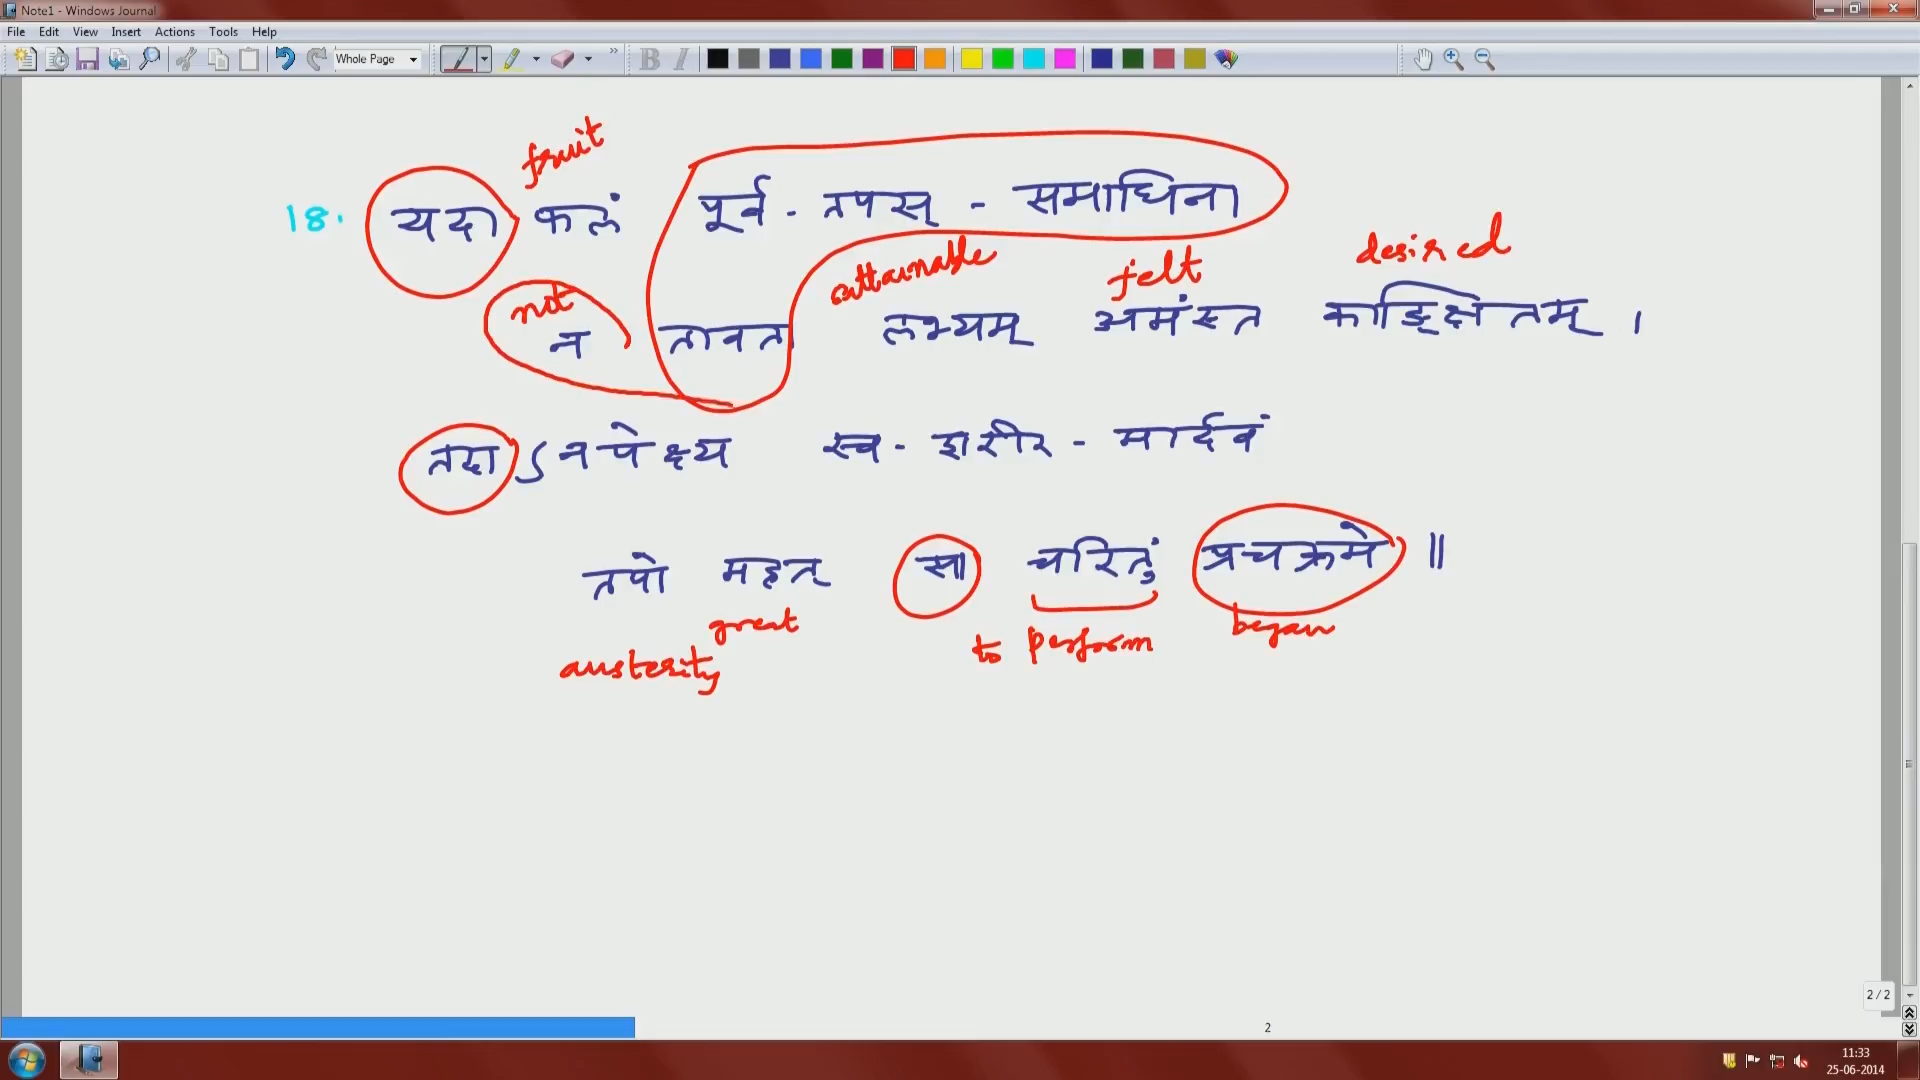 Note1 - Windows Journal
File Edit View Insert Actions Tools Help
Whole Page
fruit
18. यदा फलं पूर्व - तपस् - समाधिना
not attainable felt desired
न तावता लभ्यम् अमंस्त काङ्क्षितम् ।
तदाऽनपेक्ष्य स्व - शरीर - मार्दवं
तपो महत् सा चरितुं प्रचक्रमे ॥
austerity great to perform began
2 / 2
2
11:33
25-06-2014